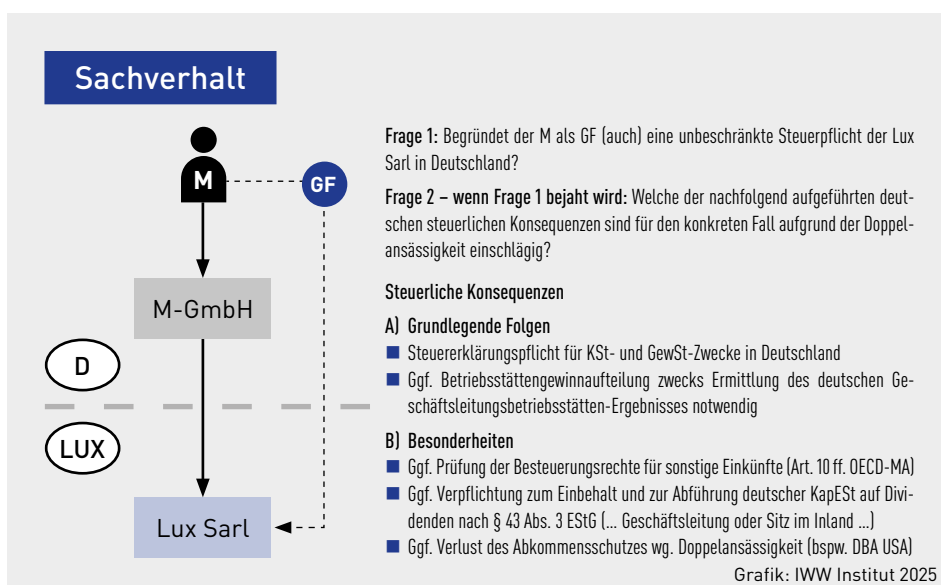 Sachverhalt
M
GF
M-GmbH
D
LUX
Lux Sarl
Frage 1: Begründet der M als GF (auch) eine unbeschränkte Steuerpflicht der Lux
Sarl in Deutschland?
Frage 2 – wenn Frage 1 bejaht wird: Welche der nachfolgend aufgeführten deut-
schen steuerlichen Konsequenzen sind für den konkreten Fall aufgrund der Doppel-
ansässigkeit einschlägig?
Steuerliche Konsequenzen
A) Grundlegende Folgen
■ Steuererklärungspflicht für KSt- und GewSt-Zwecke in Deutschland
■ Ggf. Betriebsstättengewinnaufteilung zwecks Ermittlung des deutschen Ge-
schäftsleitungsbetriebsstätten-Ergebnisses notwendig
B) Besonderheiten
■ Ggf. Prüfung der Besteuerungsrechte für sonstige Einkünfte (Art. 10 ff. OECD-MA)
■ Ggf. Verpflichtung zum Einbehalt und zur Abführung deutscher KapESt auf Divi-
denden nach § 43 Abs. 3 EStG (... Geschäftsleitung oder Sitz im Inland ...)
■ Ggf. Verlust des Abkommensschutzes wg. Doppelansässigkeit (bspw. DBA USA)
Grafik: IWW Institut 2025